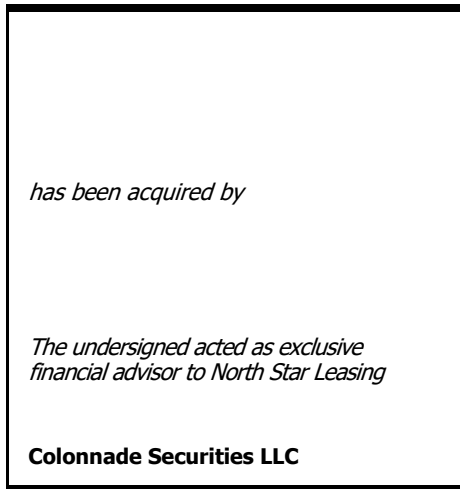 has been acquired by
The undersigned acted as exclusive
financial advisor to North Star Leasing
Colonnade Securities LLC